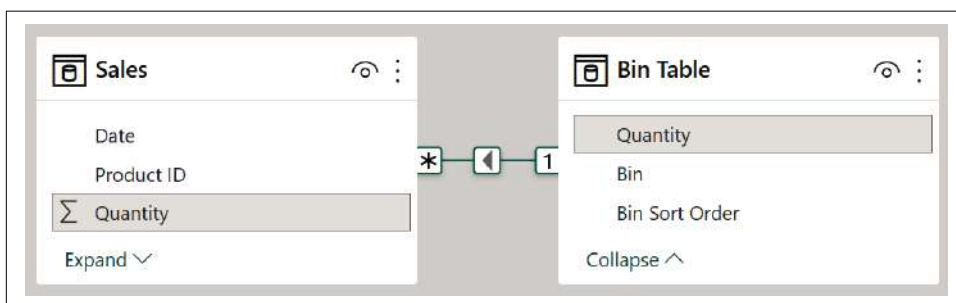 Sales
Date
Product ID
Σ Quantity
Expand
* 1
Bin Table
Quantity
Bin
Bin Sort Order
Collapse